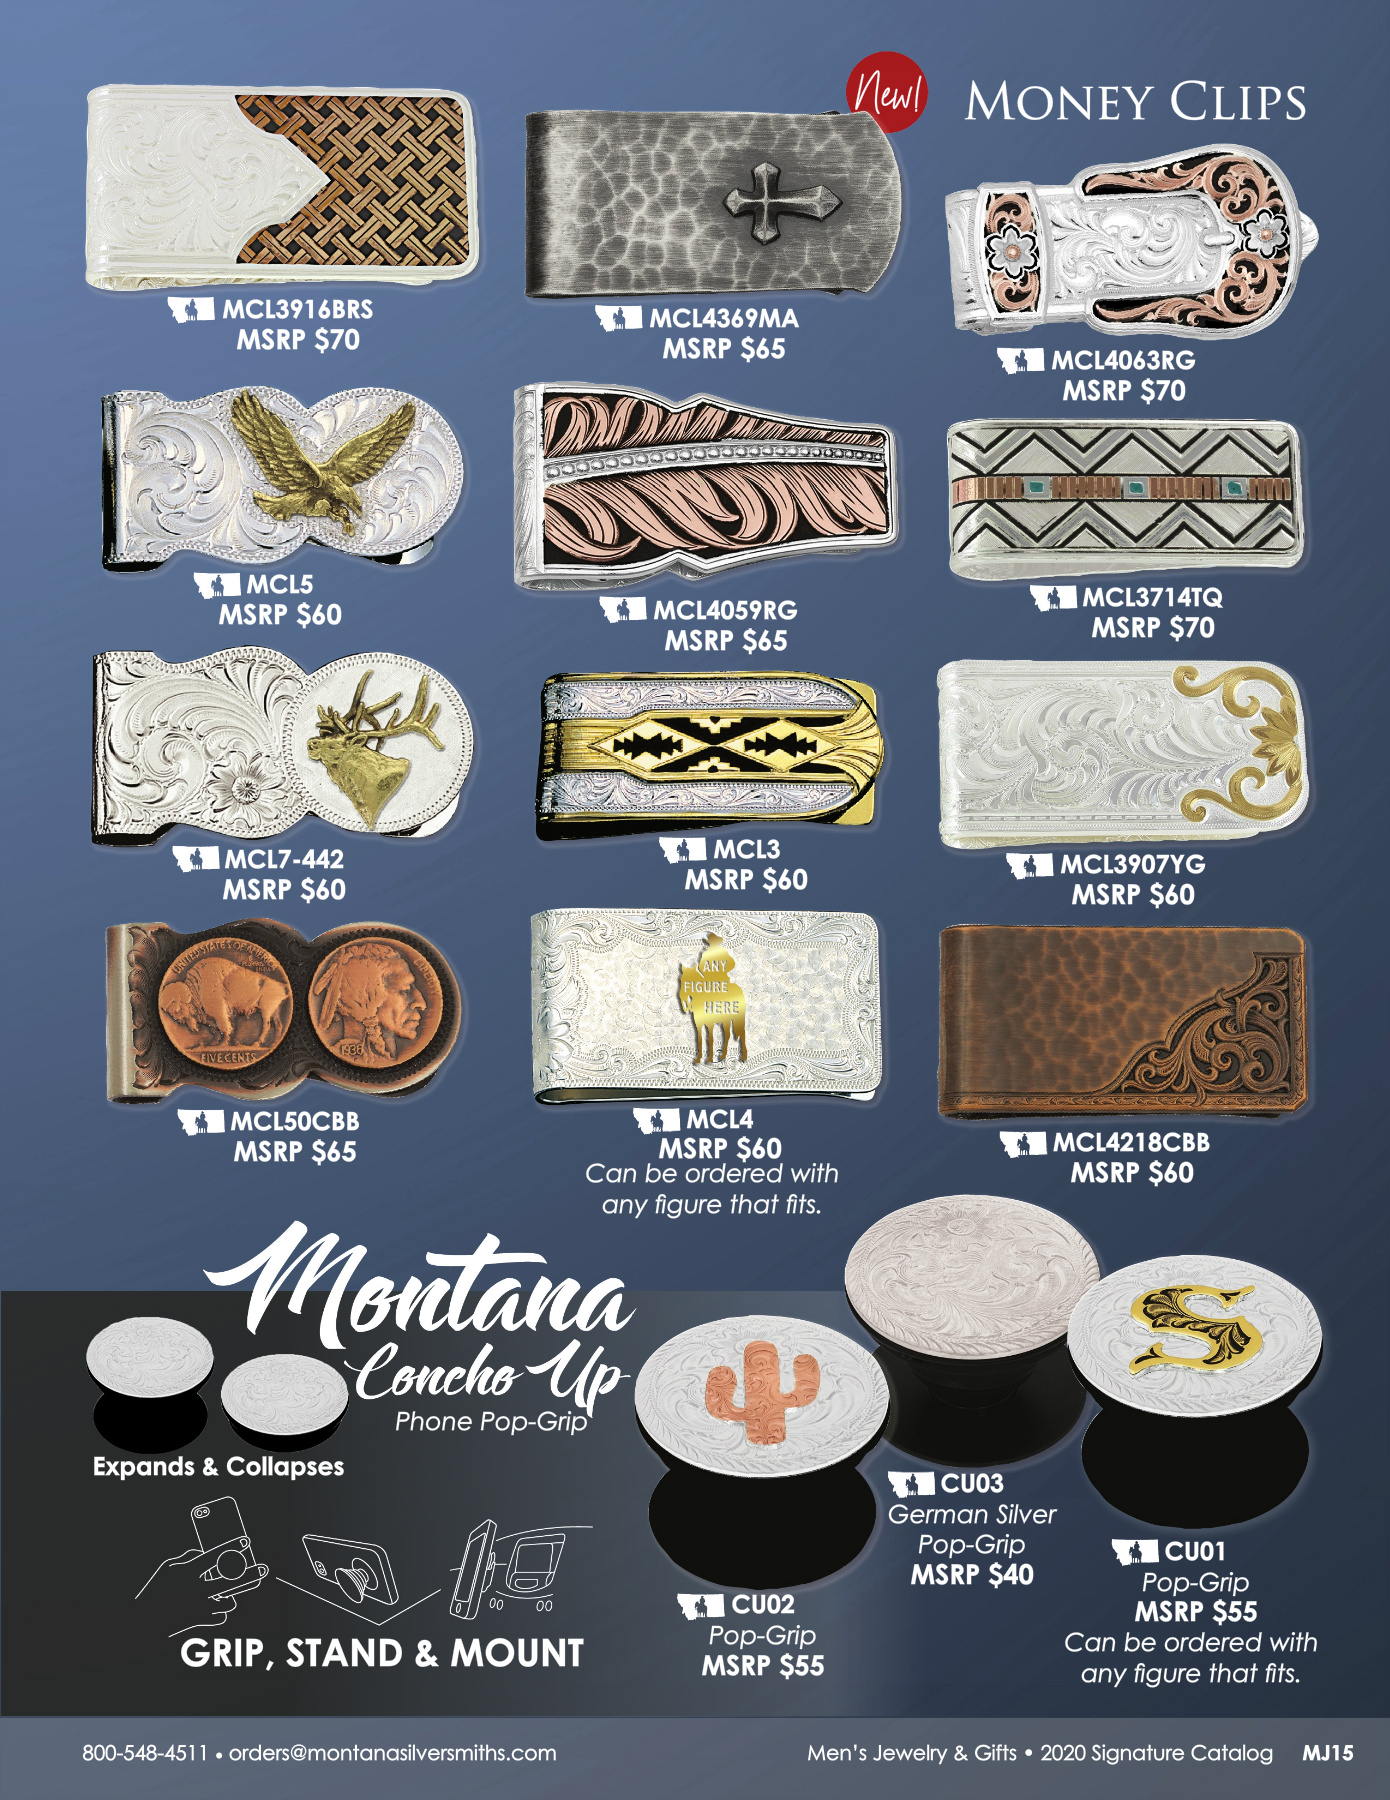 New!
MONEY CLIPS
MCL3916BRS
MSRP $70
MCL4369MA
MSRP $65
MCL4063RG
MSRP $70
MCL5
MSRP $60
MCL4059RG
MSRP $65
MCL3714TQ
MSRP $70
MCL7-442
MSRP $60
MCL3
MSRP $60
MCL3907YG
MSRP $60
UNITED STATES OF AMERICA
FIVE CENTS
LIBERTY
1936
MCL50CBB
MSRP $65
ANY
FIGURE
HERE
MCL4
MSRP $60
Can be ordered with
any figure that fits.
MCL4218CBB
MSRP $60
Montana
Concho Up
Phone Pop-Grip
Expands & Collapses
GRIP, STAND & MOUNT
CU02
Pop-Grip
MSRP $55
CU03
German Silver
Pop-Grip
MSRP $40
S
CU01
Pop-Grip
MSRP $55
Can be ordered with
any figure that fits.
800-548-4511 • orders@montanasilversmiths.com
Men's Jewelry & Gifts • 2020 Signature Catalog MJ15